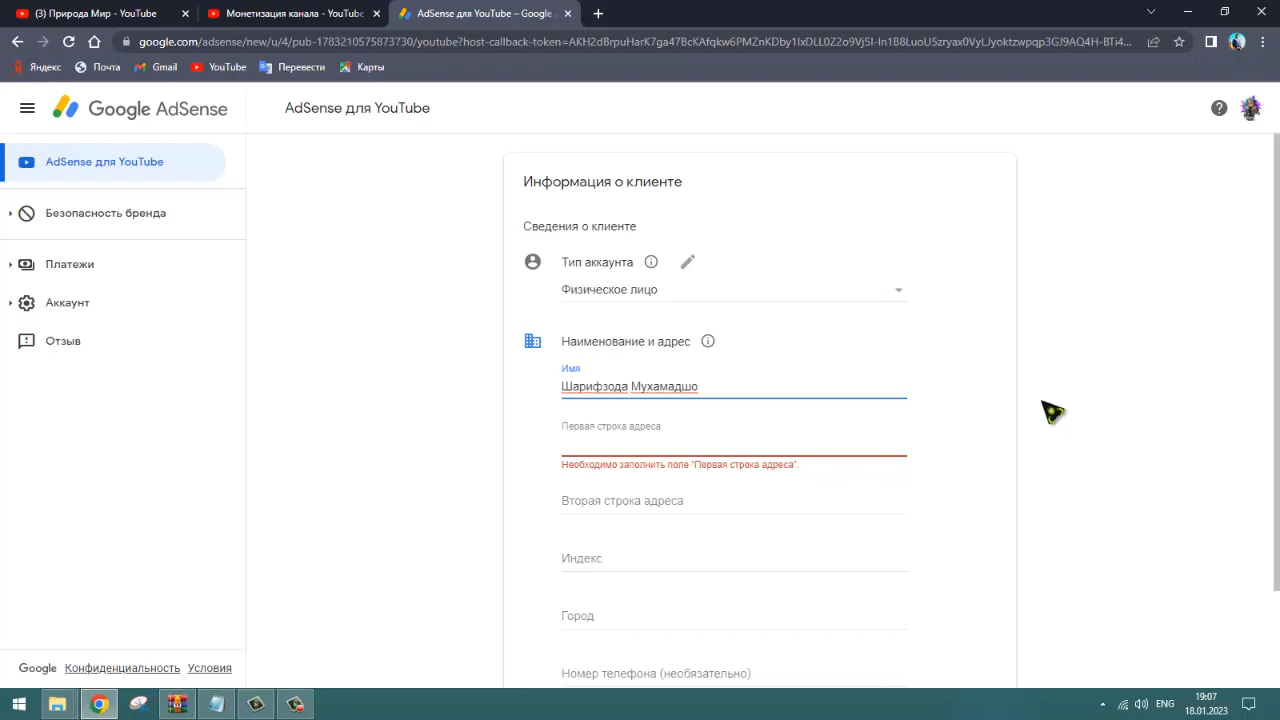 (3) Природа Мир - YouTube
Монетизация канала - YouTube
AdSense для YouTube – Google
google.com/adsense/new/u/4/pub-1783210575873730/youtube?host-callback-token=
Яндекс
Почта
Gmail
YouTube
Перевести
Карты
Google AdSense
AdSense для YouTube
AdSense для YouTube
Безопасность бренда
Платежи
Аккаунт
Отзыв
Информация о клиенте
Сведения о клиенте
Тип аккаунта
Физическое лицо
Наименование и адрес
Имя
Шарифзода Мухамадшо
Первая строка адреса
Необходимо заполнить поле "Первая строка адреса".
Вторая строка адреса
Индекс
Город
Номер телефона (необязательно)
Google Конфиденциальность Условия
ENG
19:07
18.01.2023